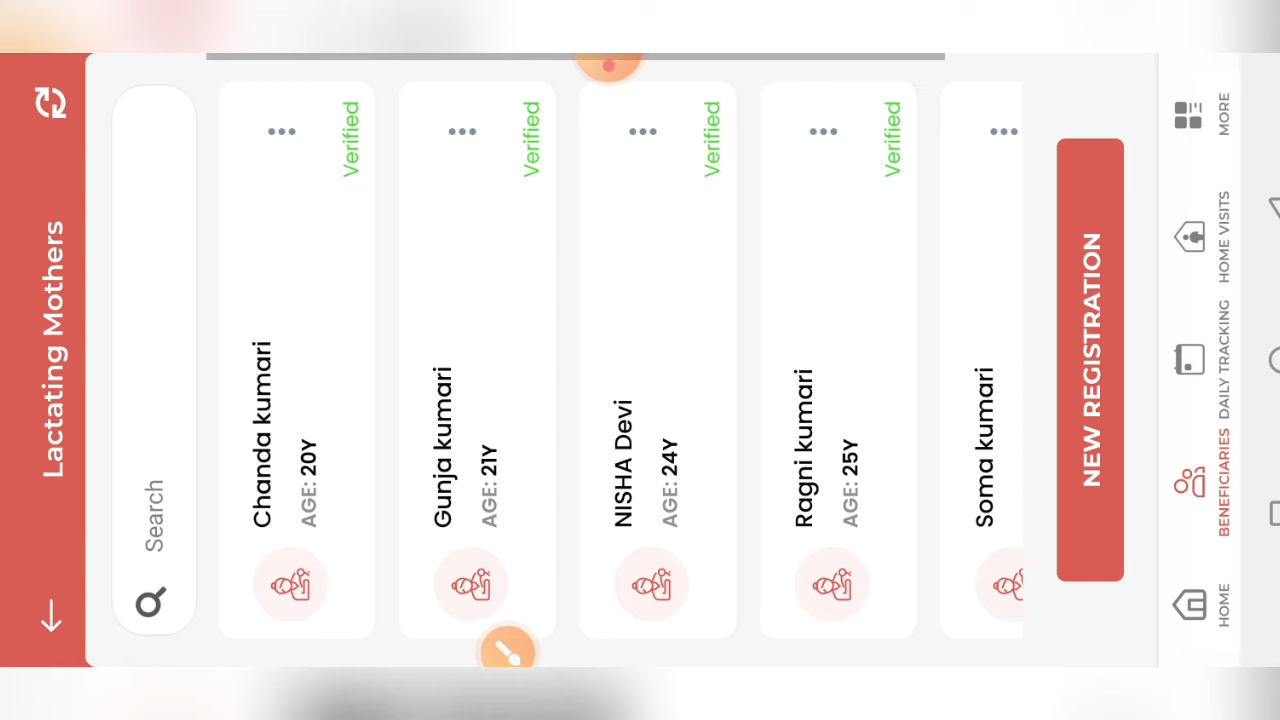 Lactating Mothers
Search
Chanda kumari
AGE: 20Y
Verified
Gunja kumari
AGE: 21Y
Verified
NISHA Devi
AGE: 24Y
Verified
Ragni kumari
AGE: 25Y
Verified
Soma kumari
NEW REGISTRATION
HOME
BENEFICIARIES
DAILY TRACKING
HOME VISITS
MORE